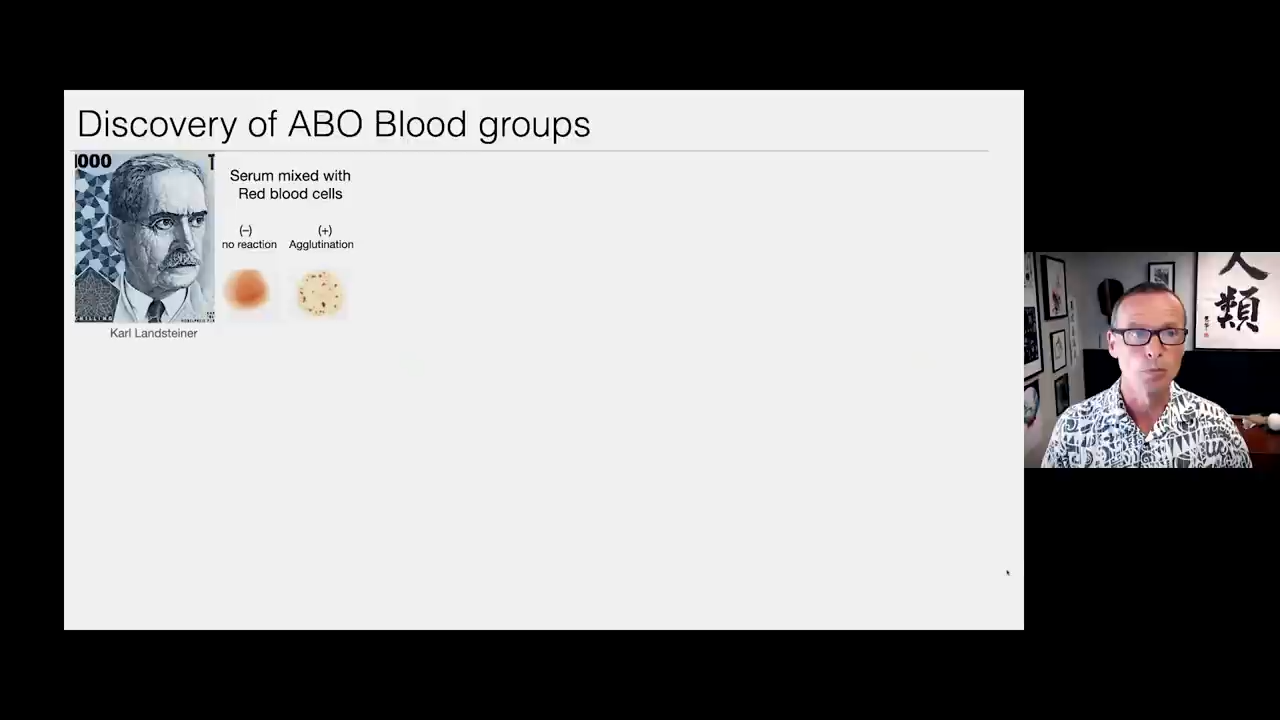 Discovery of ABO Blood groups
1000
T
Serum mixed with
Red blood cells
(–)
(+)
no reaction
Agglutination
Karl Landsteiner
人
類